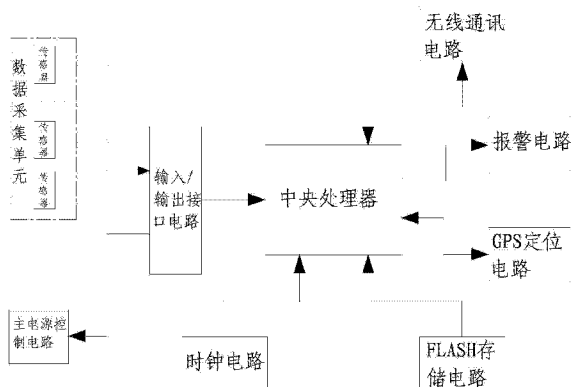 无线通讯
电路
数据采集单元
传感器
传感器
传感器
报警电路
输入/
输出接
口电路
中央处理器
GPS定位
电路
主电源控
制电路
时钟电路
FLASH存
储电路